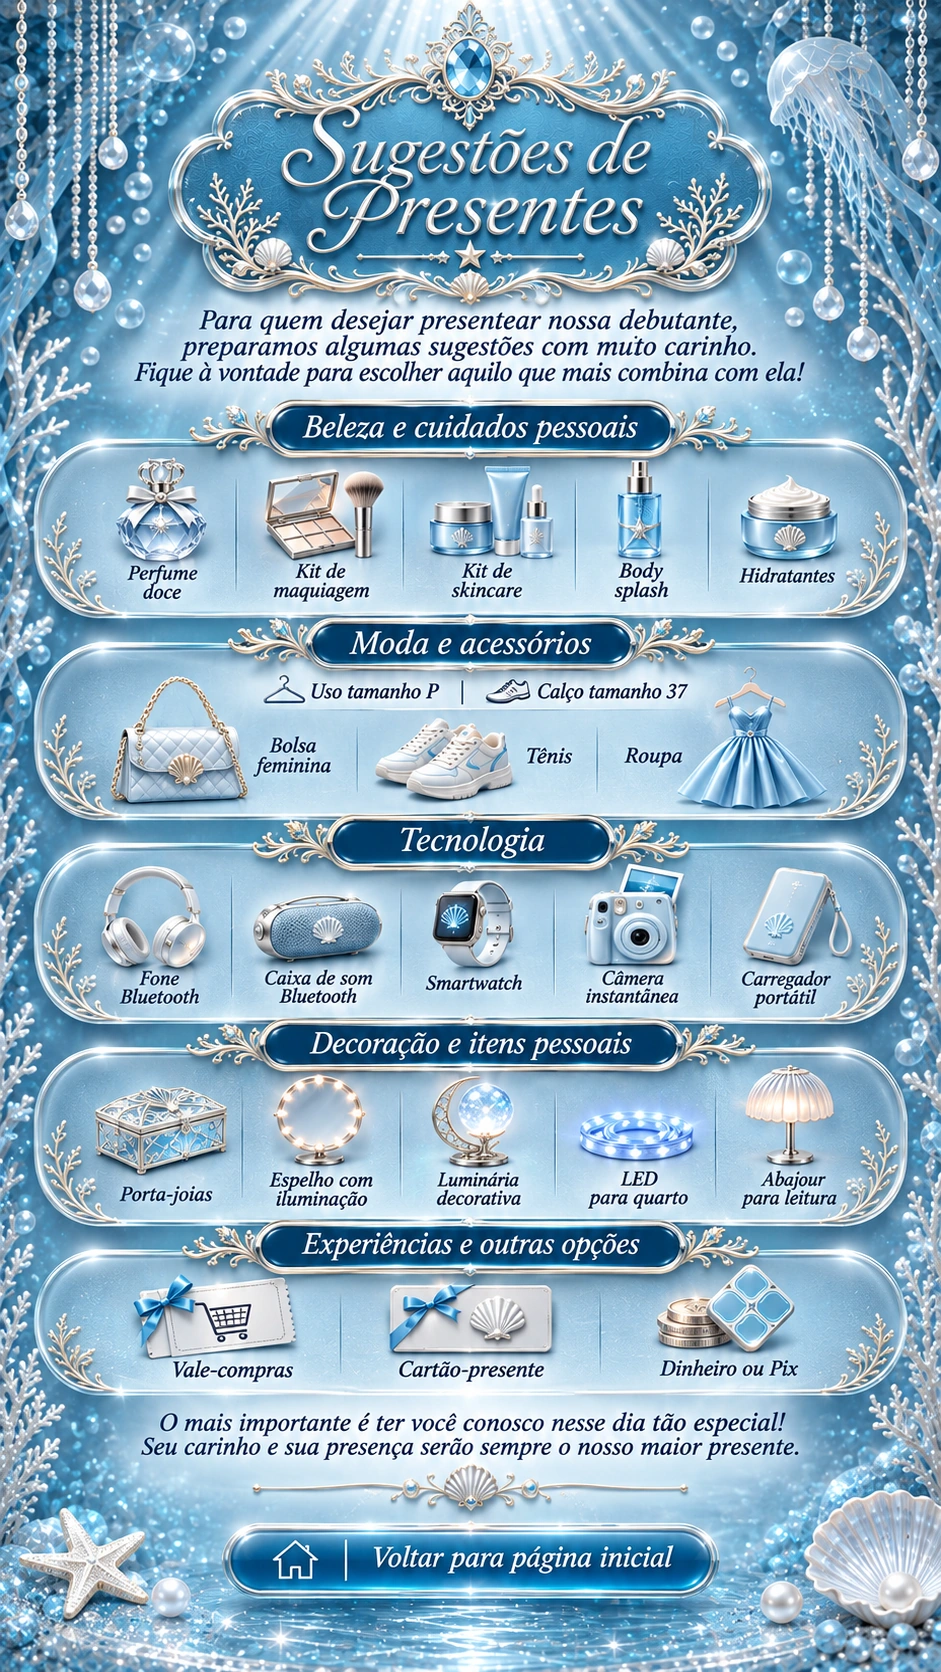 Sugestões de
Presentes
Para quem desejar presentear nossa debutante,
preparamos algumas sugestões com muito carinho.
Fique à vontade para escolher aquilo que mais combina com ela!
Beleza e cuidados pessoais
Perfume
doce
Kit de
maquiagem
Kit de
skincare
Body
splash
Hidratantes
Moda e acessórios
Uso tamanho P | Calço tamanho 37
Bolsa
feminina
Tênis
Roupa
Tecnologia
Fone
Bluetooth
Caixa de som
Bluetooth
Smartwatch
Câmera
instantânea
Carregador
portátil
Decoração e itens pessoais
Porta-joias
Espelho com
iluminação
Luminária
decorativa
LED
para quarto
Abajour
para leitura
Experiências e outras opções
Vale-compras
Cartão-presente
Dinheiro ou Pix
O mais importante é ter você conosco nesse dia tão especial!
Seu carinho e sua presença serão sempre o nosso maior presente.
Voltar para página inicial